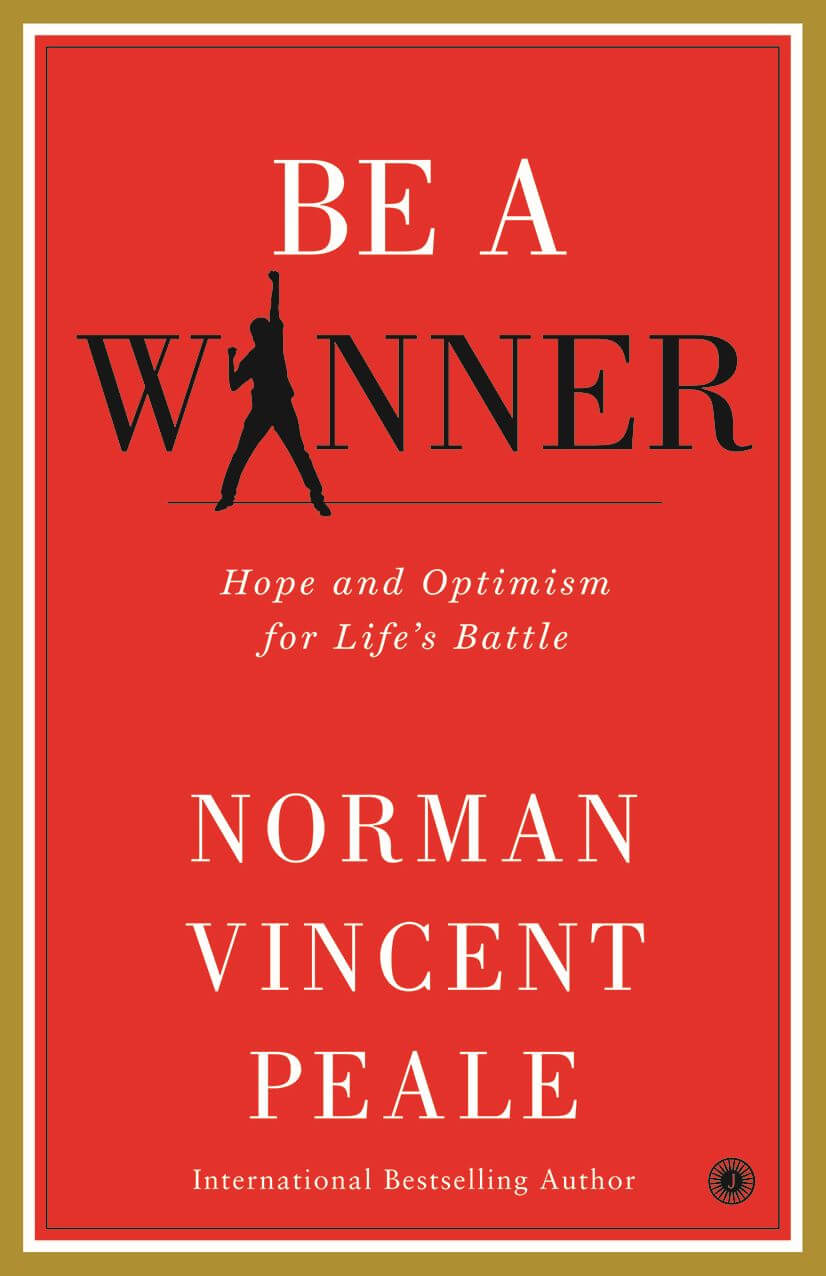 BE A
WINNER
Hope and Optimism
for Life's Battle
NORMAN
VINCENT
PEALE
International Bestselling Author
J